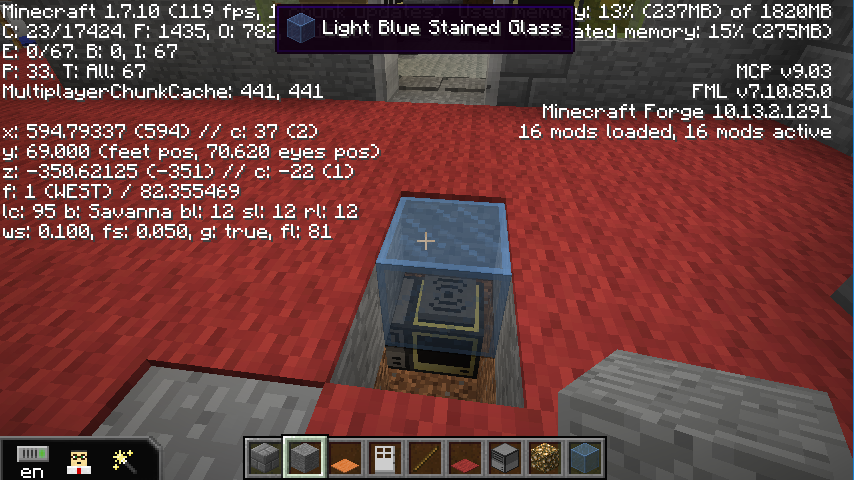 Minecraft 1.7.10 (119 fps, 1
y: 13% (237MB) of 1820MB
Light Blue Stained Glass
C: 23/17424. F: 1435, O: 782
ated memory: 15% (275MB)
E: 0/67. B: 0, I: 67
P: 33. T: All: 67
MCP v9.03
MultiplayerChunkCache: 441, 441
FML v7.10.85.0
Minecraft Forge 10.13.2.1291
x: 594.79337 (594) // c: 37 (2)
16 mods loaded, 16 mods active
y: 69.000 (feet pos, 70.620 eyes pos)
z: -350.62125 (-351) // c: -22 (1)
f: 1 (WEST) / 82.355469
lc: 95 b: Savanna bl: 12 sl: 12 rl: 12
ws: 0.100, fs: 0.050, g: true, fl: 81
en